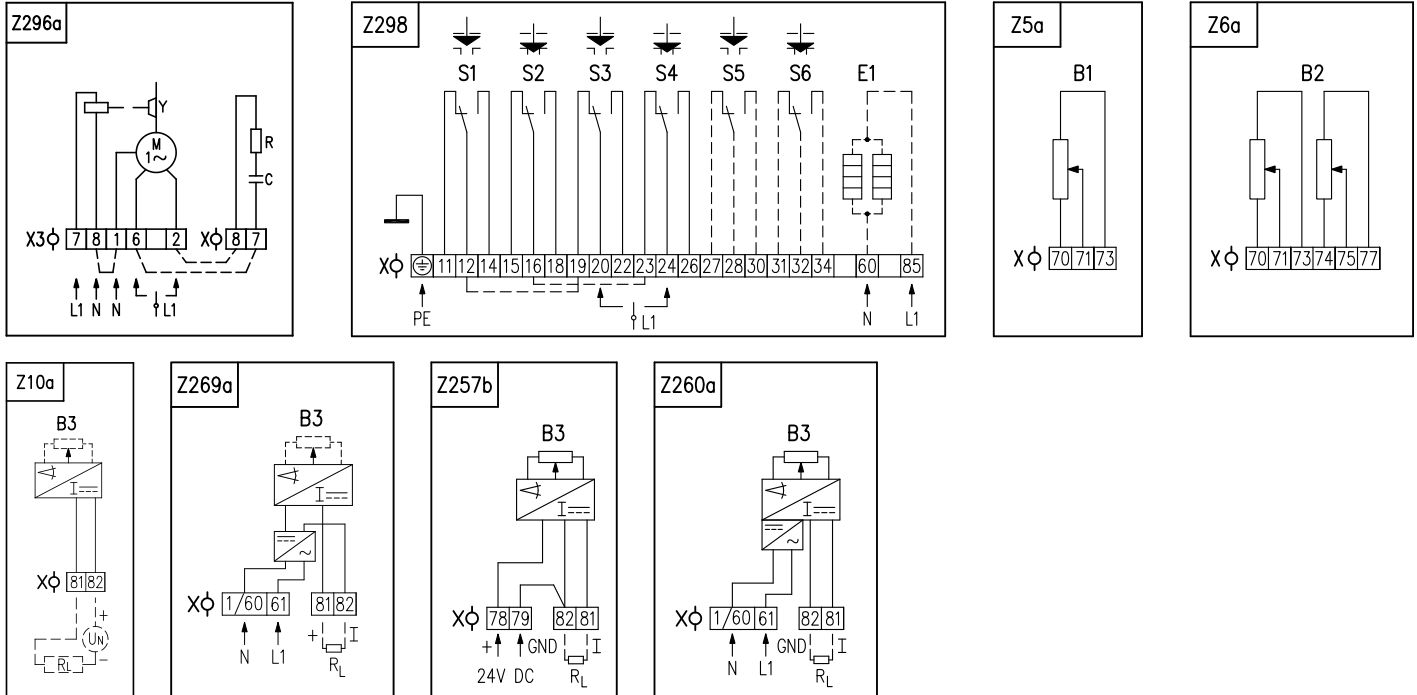 Z296a
Y
M
1~
R
C
X3 7 8 1 6 2 X 8 7
L1 N N L1
Z298
S1 S2 S3 S4 S5 S6 E1
X 11 12 14 15 16 18 19 20 22 23 24 26 27 28 30 31 32 34 60 85
PE L1 N L1
Z5a
B1
X 70 71 73
Z6a
B2
X 70 71 73 74 75 77
Z10a
B3
I
X 81 82
+
UN
RL −
Z269a
B3
I
~
X 1/60 61 81 82
+ I
N L1 RL
Z257b
B3
I
X 78 79 82 81
+ GND I
24V DC RL
Z260a
B3
I
~
X 1/60 61 82 81
GND I
N L1 RL